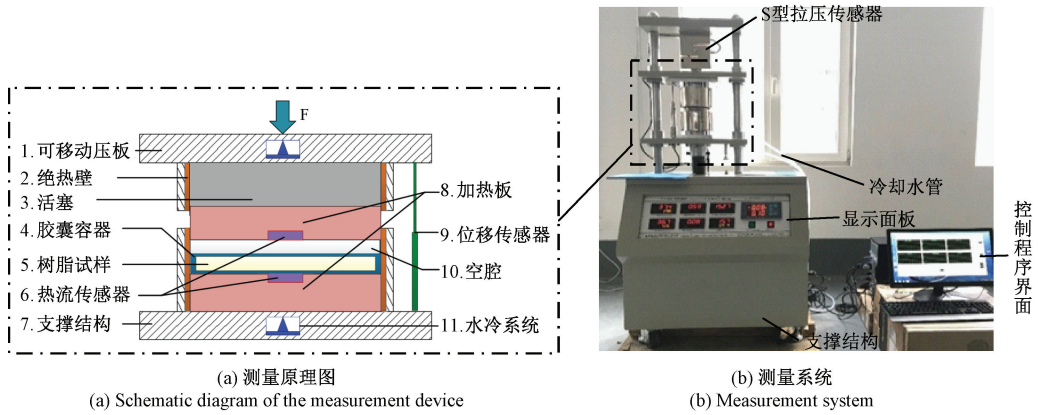 F
1.可移动压板
2.绝热壁
3.活塞
4.胶囊容器
5.树脂试样
6.热流传感器
7.支撑结构
8.加热板
9.位移传感器
10.空腔
11.水冷系统
(a) 测量原理图
(a) Schematic diagram of the measurement device
S型拉压传感器
冷却水管
显示面板
控制程序界面
支撑结构
(b) 测量系统
(b) Measurement system